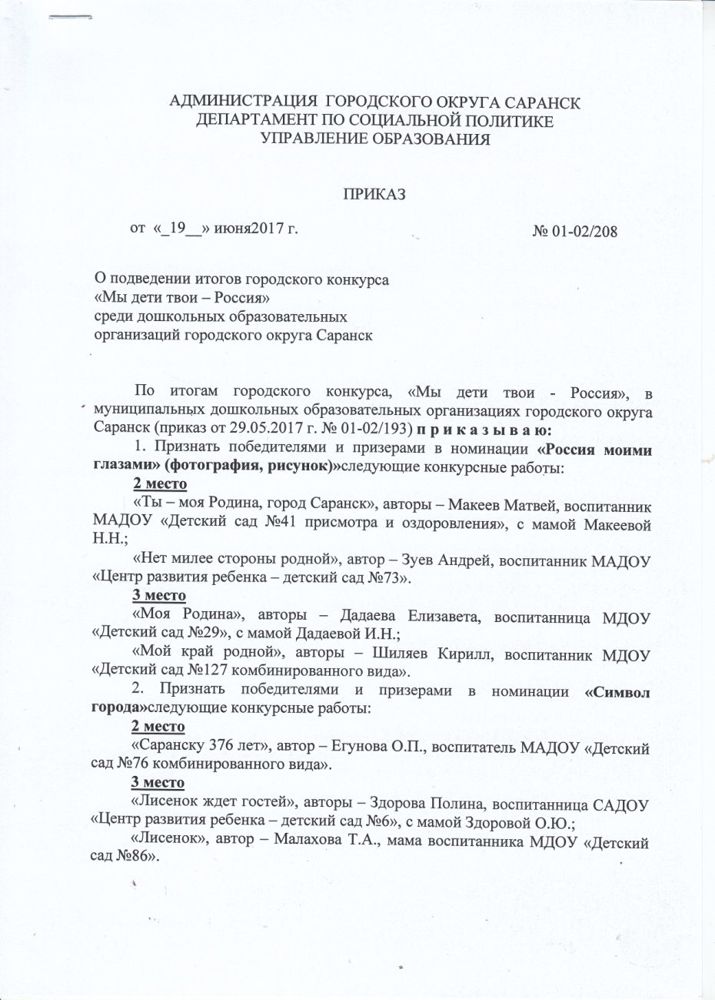 АДМИНИСТРАЦИЯ ГОРОДСКОГО ОКРУГА САРАНСК
ДЕПАРТАМЕНТ ПО СОЦИАЛЬНОЙ ПОЛИТИКЕ
УПРАВЛЕНИЕ ОБРАЗОВАНИЯ
ПРИКАЗ
от «_19__» июня2017 г. № 01-02/208
О подведении итогов городского конкурса
«Мы дети твои – Россия»
среди дошкольных образовательных
организаций городского округа Саранск
По итогам городского конкурса, «Мы дети твои - Россия», в
муниципальных дошкольных образовательных организациях городского округа
Саранск (приказ от 29.05.2017 г. № 01-02/193) п р и к а з ы в а ю:
1. Признать победителями и призерами в номинации «Россия моими
глазами» (фотография, рисунок)»следующие конкурсные работы:
2 место
«Ты – моя Родина, город Саранск», авторы – Макеев Матвей, воспитанник
МАДОУ «Детский сад №41 присмотра и оздоровления», с мамой Макеевой
Н.Н.;
«Нет милее стороны родной», автор – Зуев Андрей, воспитанник МАДОУ
«Центр развития ребенка – детский сад №73».
3 место
«Моя Родина», авторы – Дадаева Елизавета, воспитанница МДОУ
«Детский сад №29», с мамой Дадаевой И.Н.;
«Мой край родной», авторы – Шиляев Кирилл, воспитанник МДОУ
«Детский сад №127 комбинированного вида».
2. Признать победителями и призерами в номинации «Символ
города»следующие конкурсные работы:
2 место
«Саранску 376 лет», автор – Егунова О.П., воспитатель МАДОУ «Детский
сад №76 комбинированного вида».
3 место
«Лисенок ждет гостей», авторы – Здорова Полина, воспитанница САДОУ
«Центр развития ребенка – детский сад №6», с мамой Здоровой О.Ю.;
«Лисенок», автор – Малахова Т.А., мама воспитанника МДОУ «Детский
сад №86».